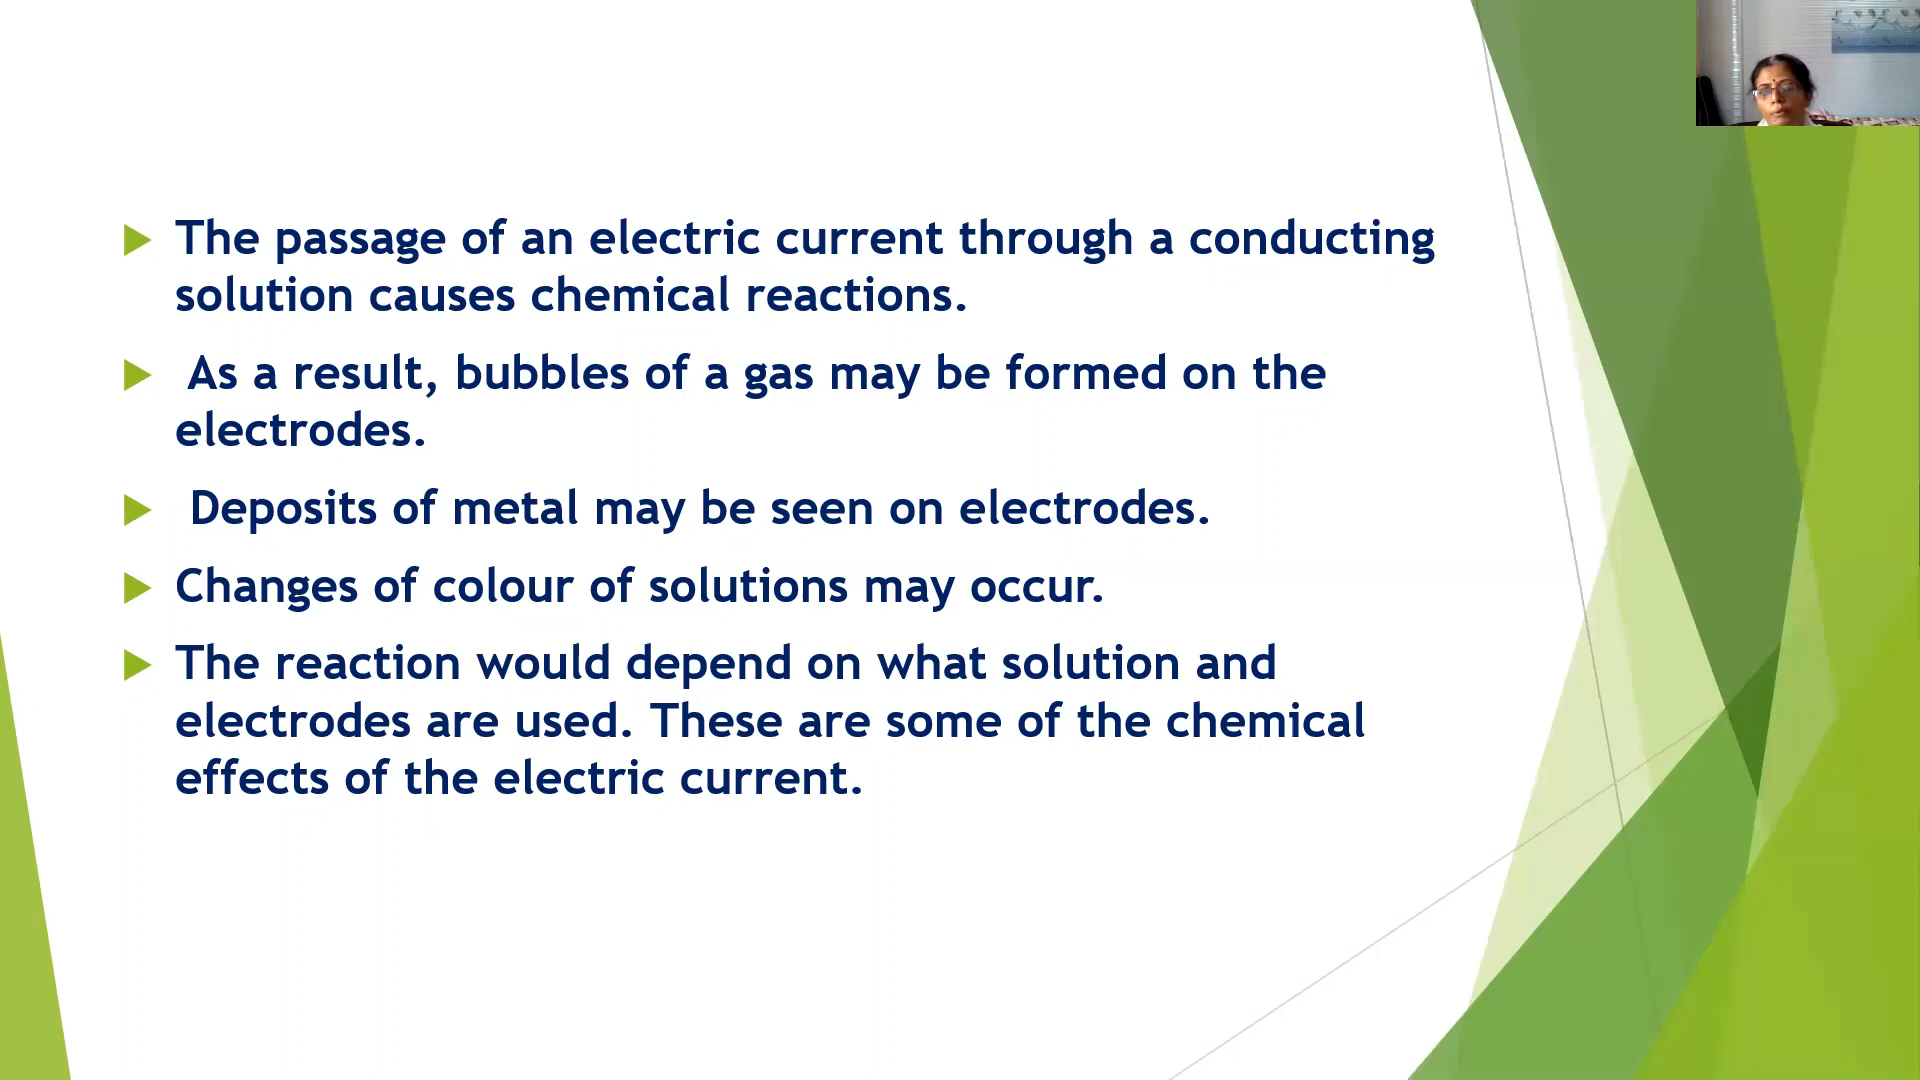 The passage of an electric current through a conducting
solution causes chemical reactions.
As a result, bubbles of a gas may be formed on the
electrodes.
Deposits of metal may be seen on electrodes.
Changes of colour of solutions may occur.
The reaction would depend on what solution and
electrodes are used. These are some of the chemical
effects of the electric current.